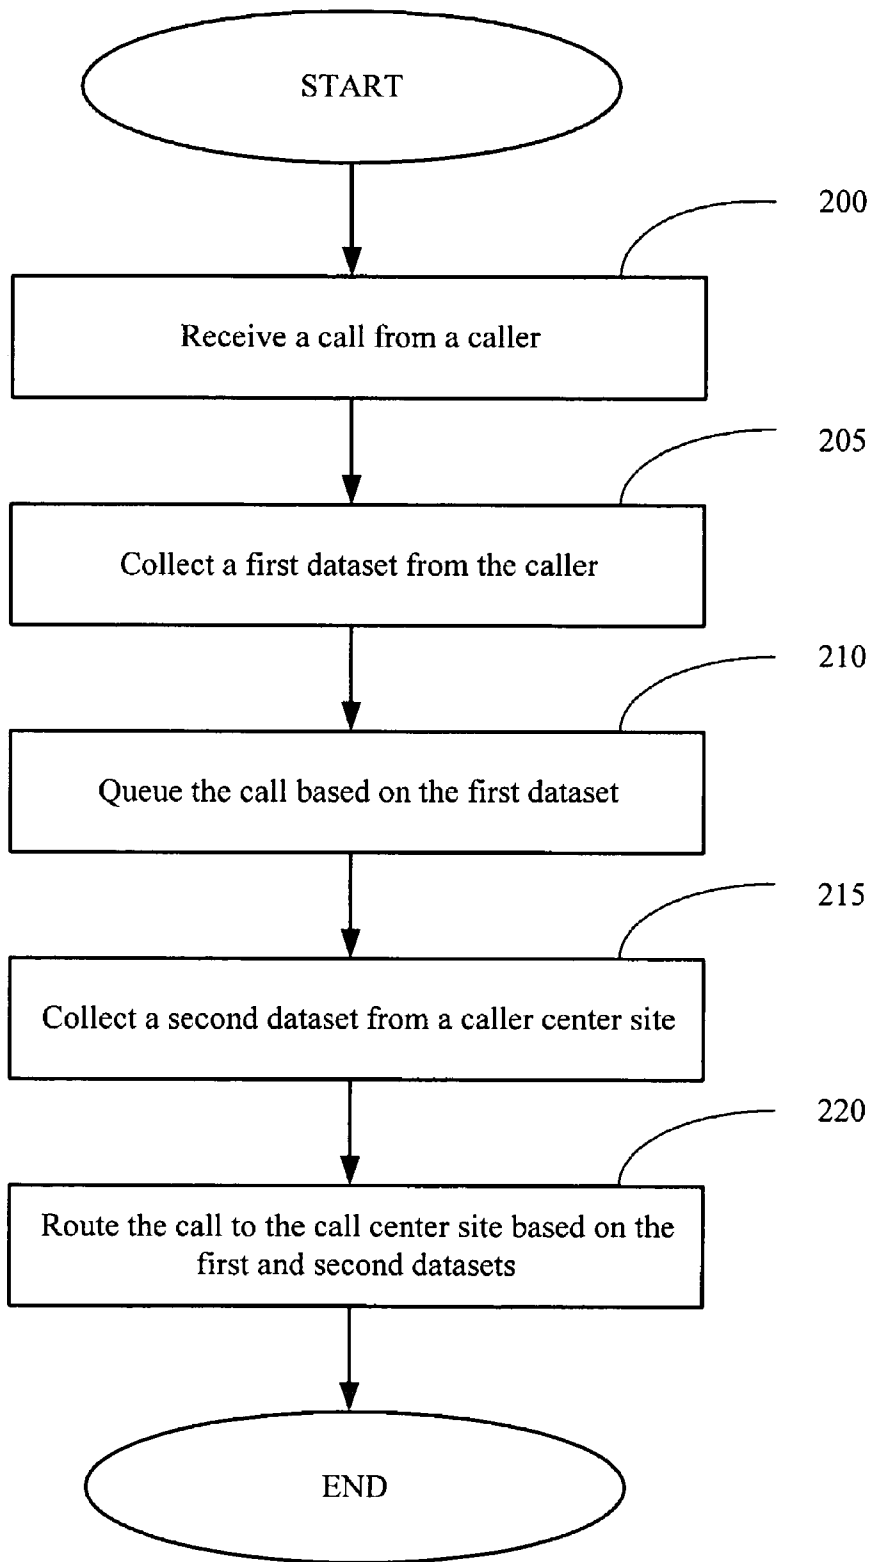 START
200
Receive a call from a caller
205
Collect a first dataset from the caller
210
Queue the call based on the first dataset
215
Collect a second dataset from a caller center site
220
Route the call to the call center site based on the
first and second datasets
END